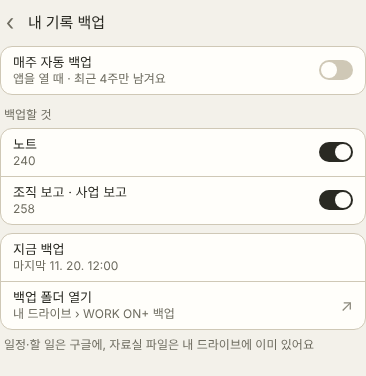 내 기록 백업
매주 자동 백업
앱을 열 때 · 최근 4주만 남겨요
백업할 것
노트
240
조직 보고 · 사업 보고
258
지금 백업
마지막 11. 20. 12:00
백업 폴더 열기
내 드라이브 › WORK ON+ 백업
일정·할 일은 구글에, 자료실 파일은 내 드라이브에 이미 있어요